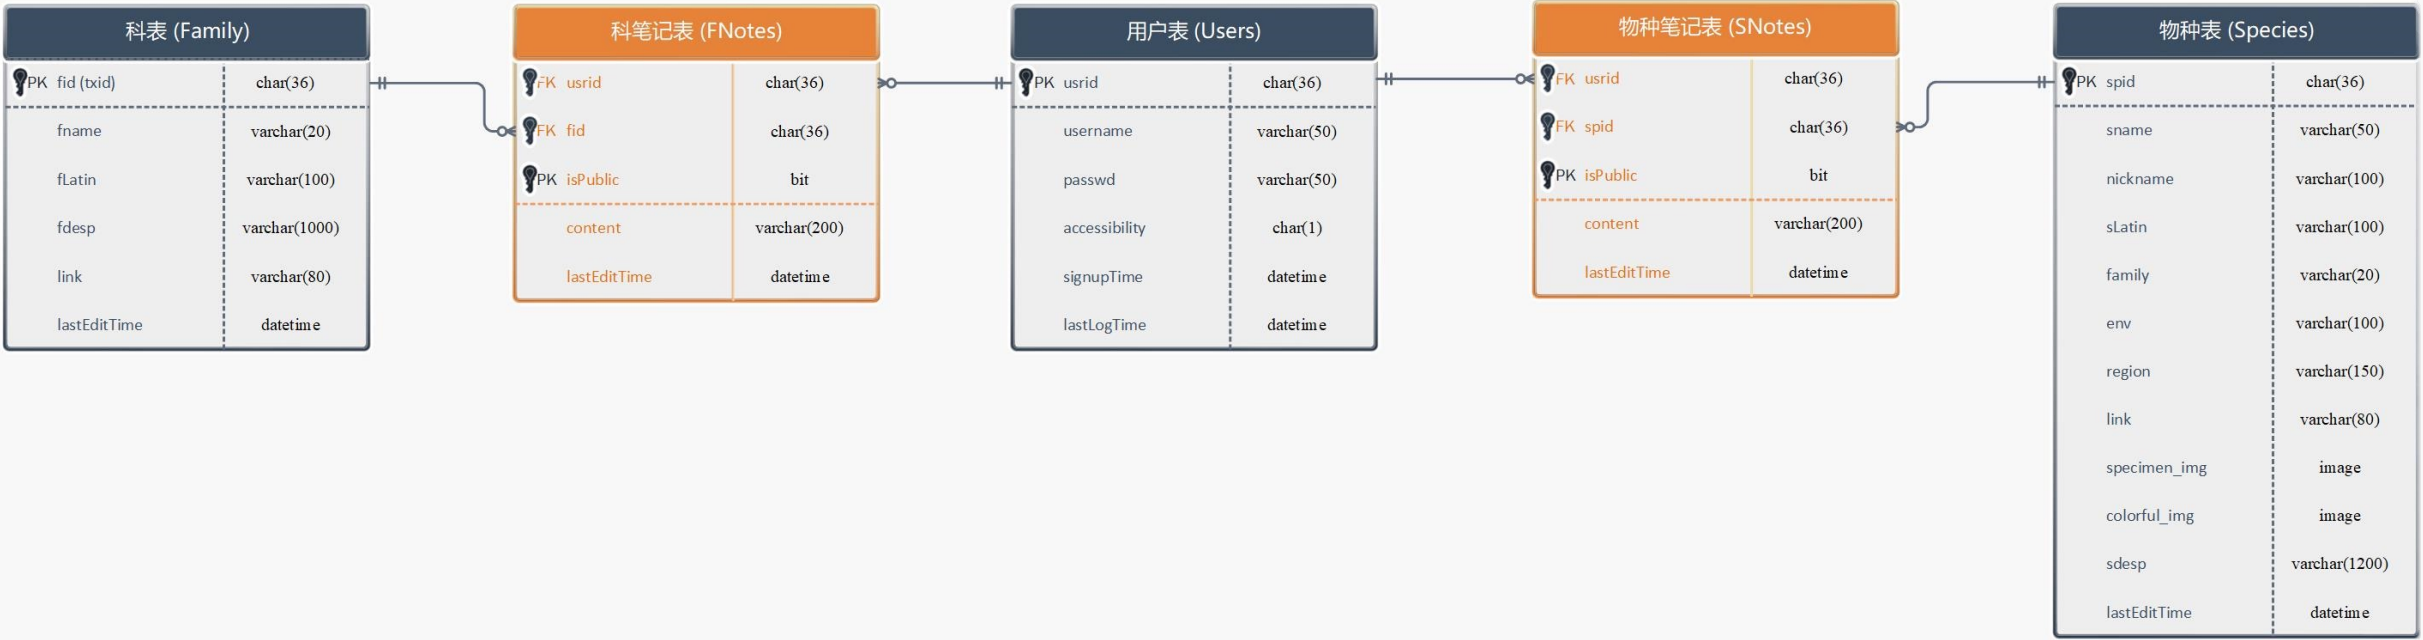 科表 (Family)
PK fid (txid) char(36)
fname varchar(20)
fLatin varchar(100)
fdesp varchar(1000)
link varchar(80)
lastEditTime datetime
科笔记表 (FNotes)
FK usrid char(36)
FK fid char(36)
PK isPublic bit
content varchar(200)
lastEditTime datetime
用户表 (Users)
PK usrid char(36)
username varchar(50)
passwd varchar(50)
accessibility char(1)
signupTime datetime
lastLogTime datetime
物种笔记表 (SNotes)
FK usrid char(36)
FK spid char(36)
PK isPublic bit
content varchar(200)
lastEditTime datetime
物种表 (Species)
PK spid char(36)
sname varchar(50)
nickname varchar(100)
sLatin varchar(100)
family varchar(20)
env varchar(100)
region varchar(150)
link varchar(80)
specimen_img image
colorful_img image
sdesp varchar(1200)
lastEditTime datetime